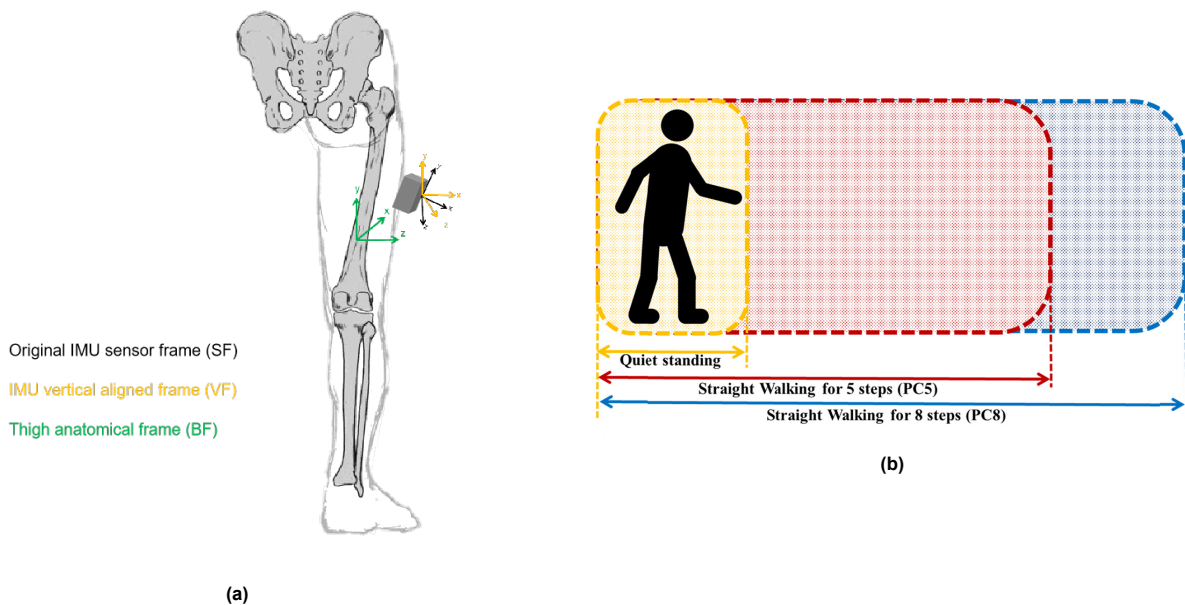 y
x
z
y
x
z
y
x
z
Original IMU sensor frame (SF)
IMU vertical aligned frame (VF)
Thigh anatomical frame (BF)
(a)
Quiet standing
Straight Walking for 5 steps (PC5)
Straight Walking for 8 steps (PC8)
(b)